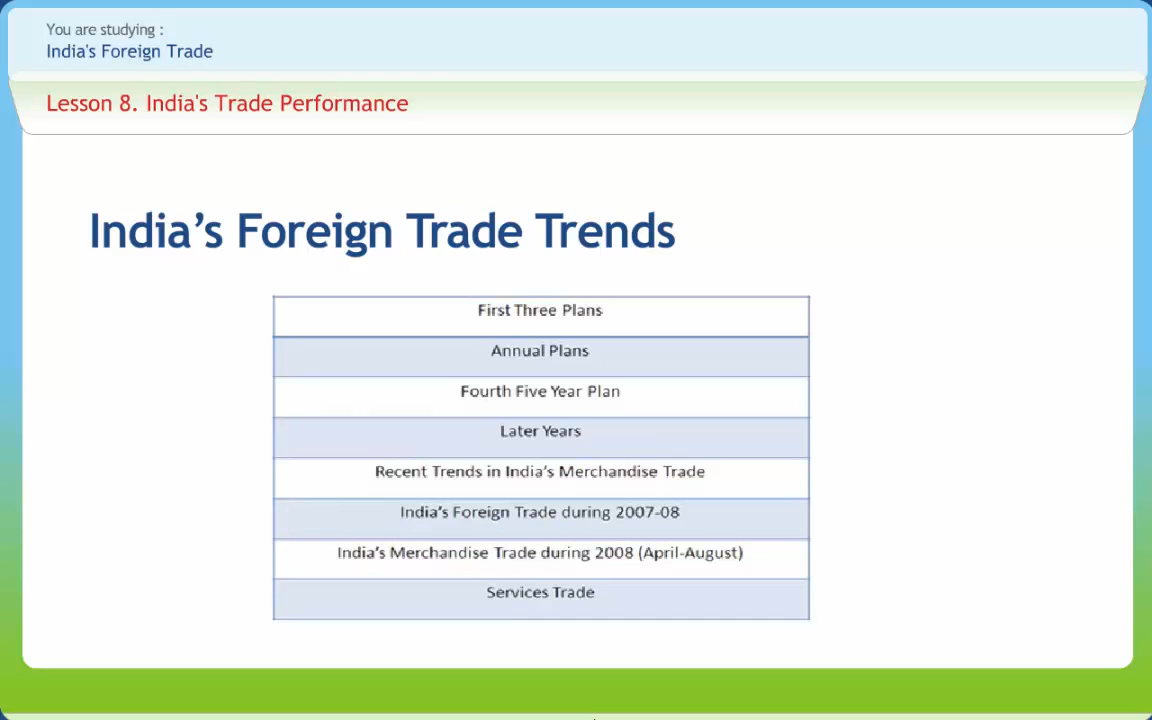 You are studying :
India's Foreign Trade
Lesson 8. India's Trade Performance
India’s Foreign Trade Trends
First Three Plans
Annual Plans
Fourth Five Year Plan
Later Years
Recent Trends in India’s Merchandise Trade
India’s Foreign Trade during 2007-08
India’s Merchandise Trade during 2008 (April-August)
Services Trade